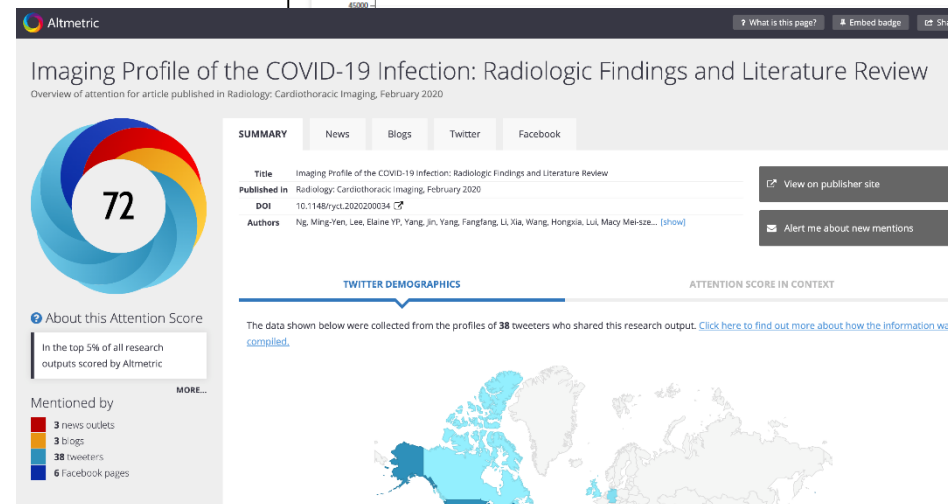 45000
Altmetric
? What is this page?
Embed badge
Sha
Imaging Profile of the COVID-19 Infection: Radiologic Findings and Literature Review
Overview of attention for article published in Radiology: Cardiothoracic Imaging, February 2020
72
SUMMARY News Blogs Twitter Facebook
Title Imaging Profile of the COVID-19 Infection: Radiologic Findings and Literature Review
Published in Radiology: Cardiothoracic Imaging, February 2020
DOI 10.1148/ryct.2020200034
Authors Ng, Ming-Yen, Lee, Elaine YP, Yang, Jin, Yang, Fangfang, Li, Xia, Wang, Hongxia, Lui, Macy Mei-sze... [show]
View on publisher site
Alert me about new mentions
TWITTER DEMOGRAPHICS
ATTENTION SCORE IN CONTEXT
The data shown below were collected from the profiles of 38 tweeters who shared this research output. Click here to find out more about how the information wa
compiled.
? About this Attention Score
In the top 5% of all research
outputs scored by Altmetric
MORE...
Mentioned by
3 news outlets
3 blogs
38 tweeters
6 Facebook pages